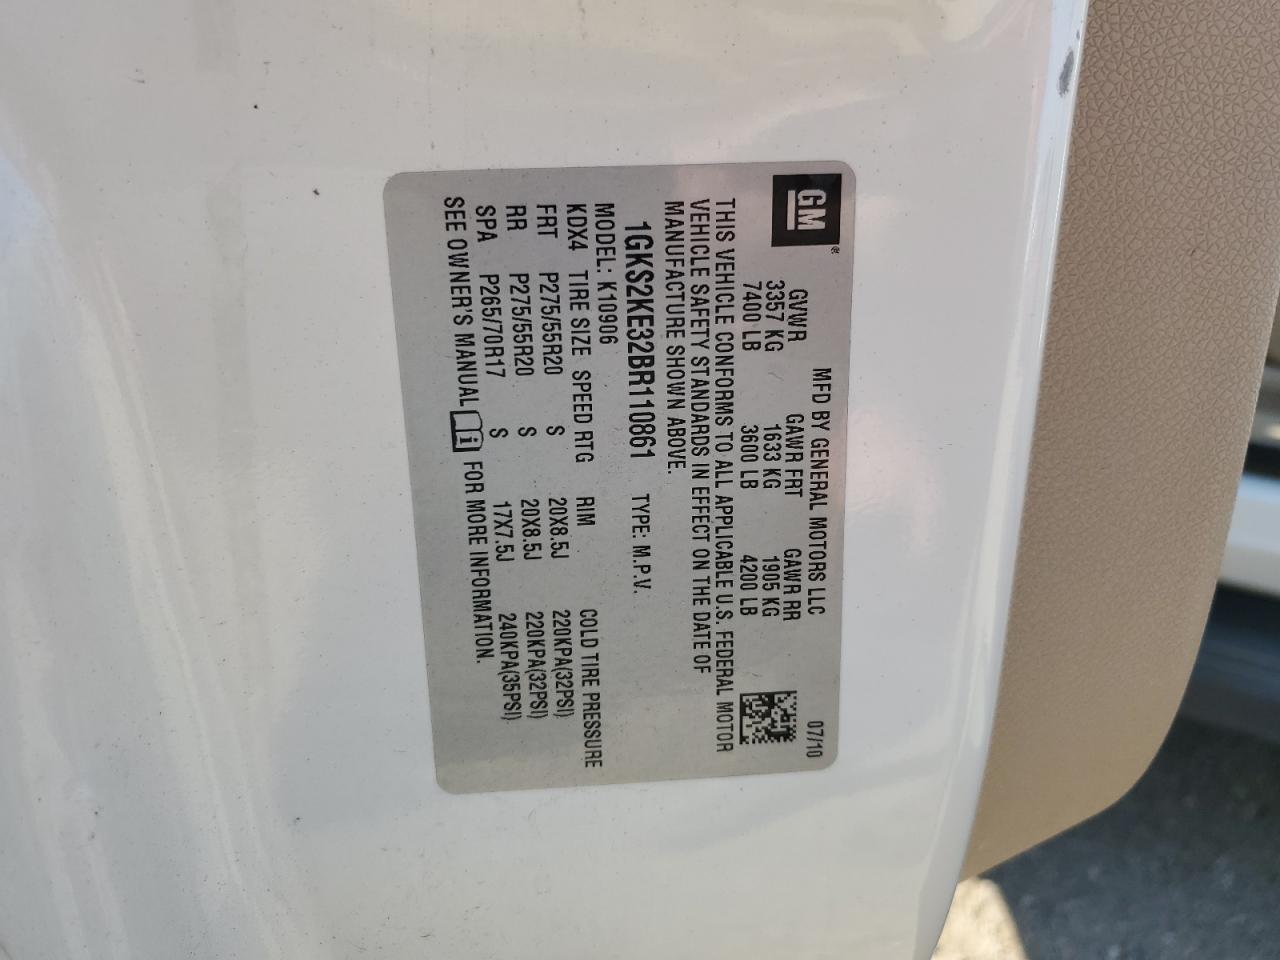 GM®
MFD BY GENERAL MOTORS LLC 07/10
GVWR GAWR FRT GAWR RR
3357 KG 1633 KG 1905 KG
7400 LB 3600 LB 4200 LB
THIS VEHICLE CONFORMS TO ALL APPLICABLE U.S. FEDERAL MOTOR
VEHICLE SAFETY STANDARDS IN EFFECT ON THE DATE OF
MANUFACTURE SHOWN ABOVE.
1GKS2KE32BR110861 TYPE: M.P.V.
MODEL: K10906
KDX4 TIRE SIZE SPEED RTG RIM COLD TIRE PRESSURE
FRT P275/55R20 S 20X8.5J 220KPA(32PSI)
RR P275/55R20 S 20X8.5J 220KPA(32PSI)
SPA P265/70R17 S 17X7.5J 240KPA(35PSI)
SEE OWNER'S MANUAL i FOR MORE INFORMATION.